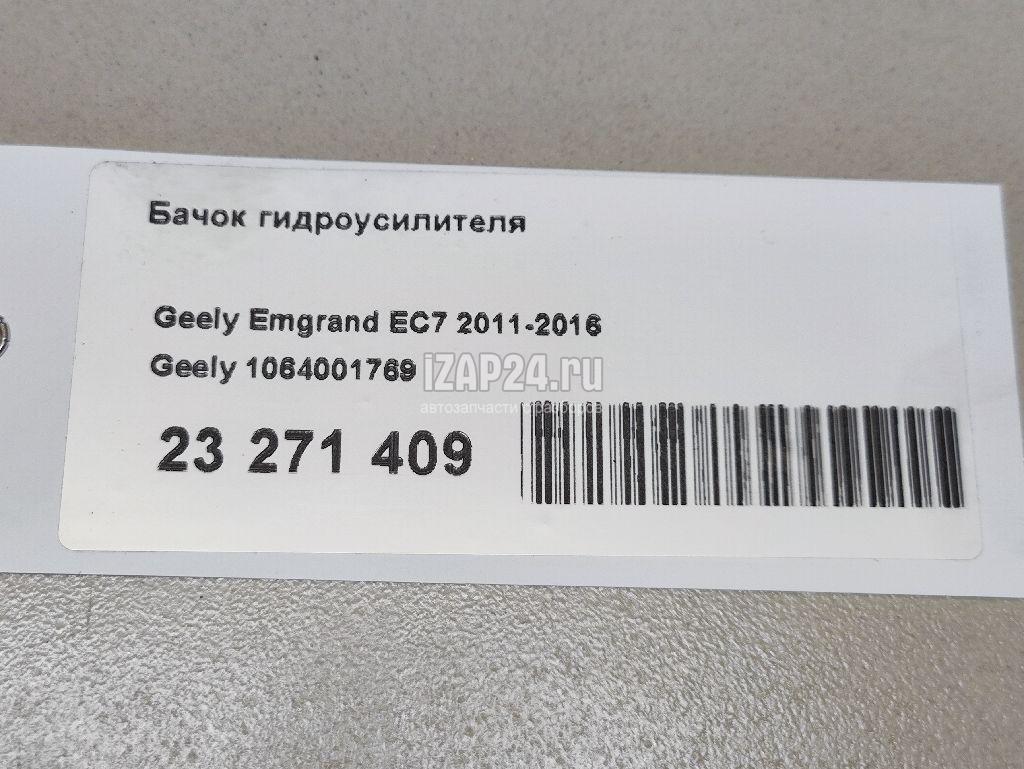 Бачок гидроусилителя
Geely Emgrand EC7 2011-2016
Geely 1064001769
iZAP24.ru
автозапчасти с разборов
23 271 409